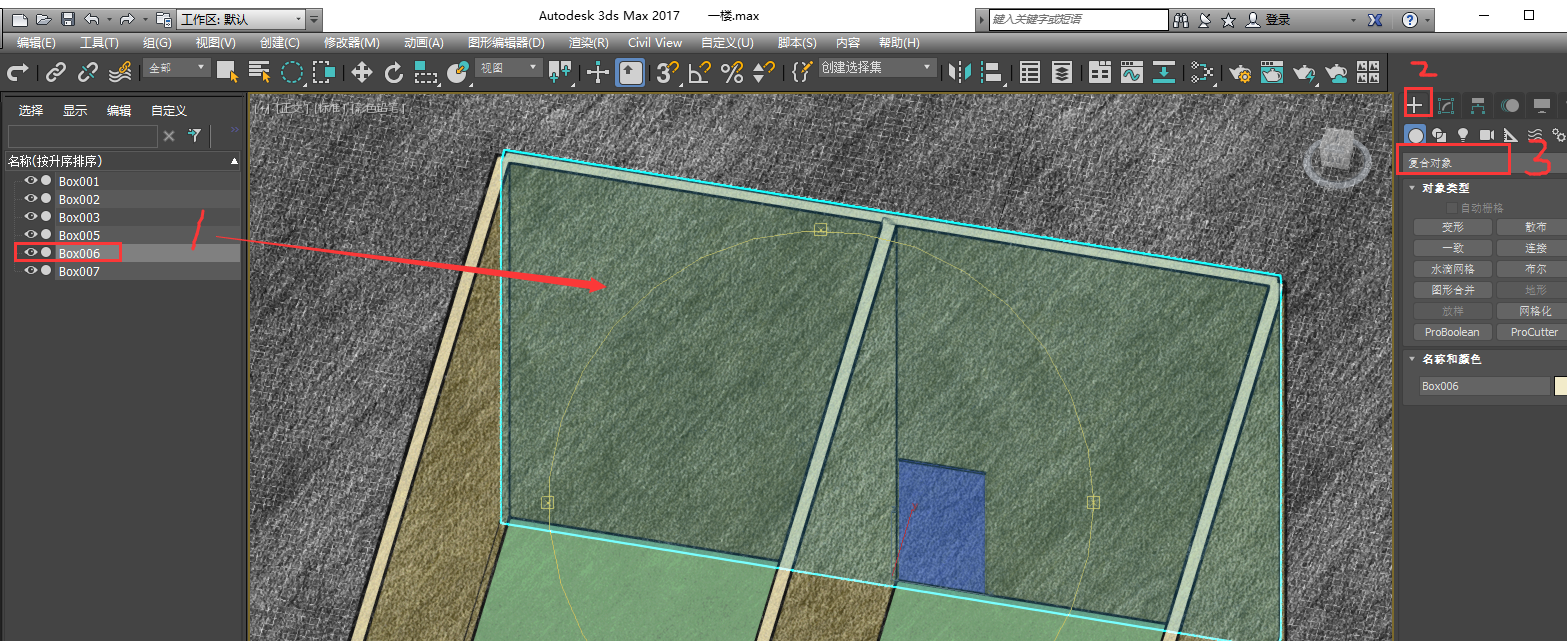 工作区: 默认
Autodesk 3ds Max 2017 一楼.max
键入关键字或短语
登录
编辑(E) 工具(T) 组(G) 视图(V) 创建(C) 修改器(M) 动画(A) 图形编辑器(D) 渲染(R) Civil View 自定义(U) 脚本(S) 内容 帮助(H)
全部
视图
创建选择集
2
选择 显示 编辑 自定义
[+] [正交] [标准] [彩色铅笔]
名称(按升序排序)
复合对象
3
Box001
Box002
Box003
Box005
Box006
Box007
1
对象类型
自动栅格
变形 散布
一致 连接
水滴网格 布尔
图形合并 地形
放样 网格化
ProBoolean ProCutter
名称和颜色
Box006